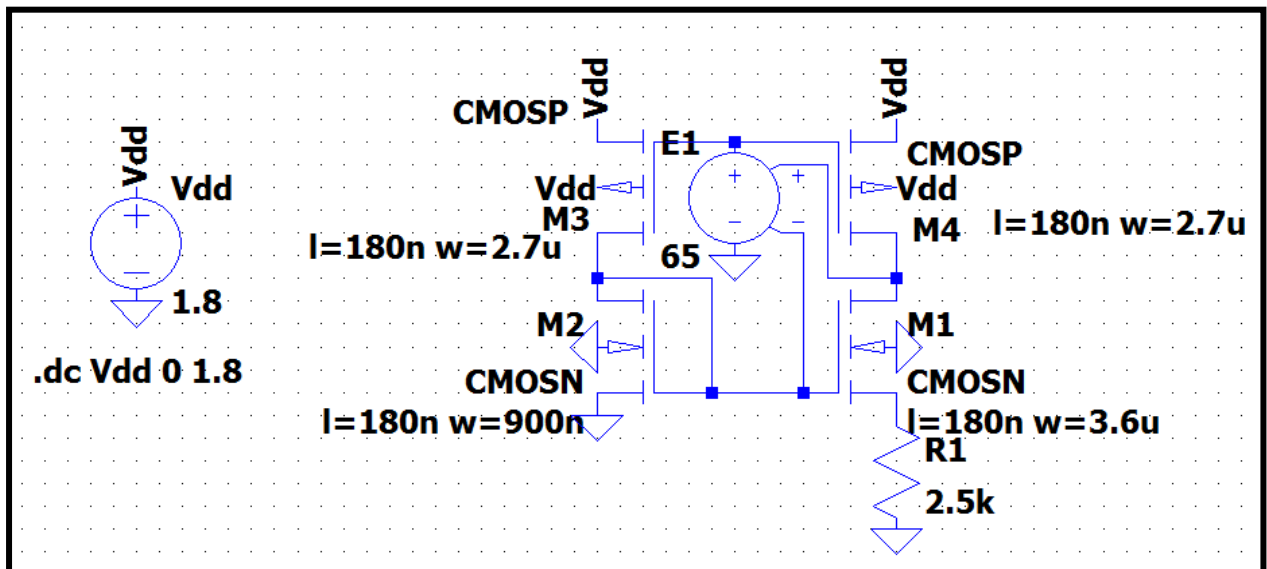 Vdd
Vdd
1.8
.dc Vdd 0 1.8
CMOSP
Vdd
E1
Vdd
M3
l=180n w=2.7u
65
Vdd
CMOSP
Vdd
M4
l=180n w=2.7u
M2
CMOSN
l=180n w=900n
M1
CMOSN
l=180n w=3.6u
R1
2.5k